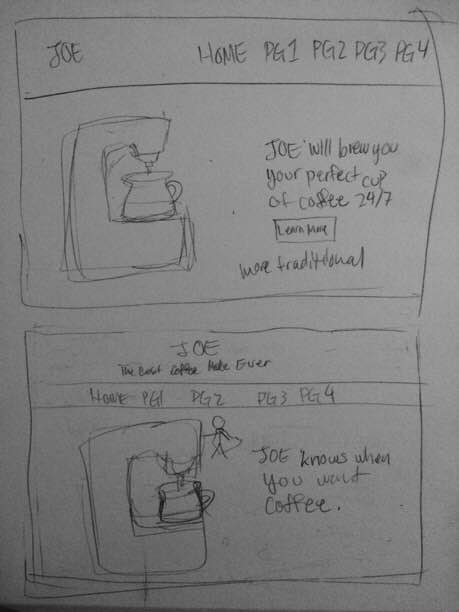 JOE
HOME PG1 PG2 PG3 PG4
JOE will brew you
your perfect cup
of coffee 24/7
Learn More
more traditional
JOE
The Best Coffee Make Ever
HOME PG1 PG2 PG3 PG4
JOE knows when
you want
coffee.